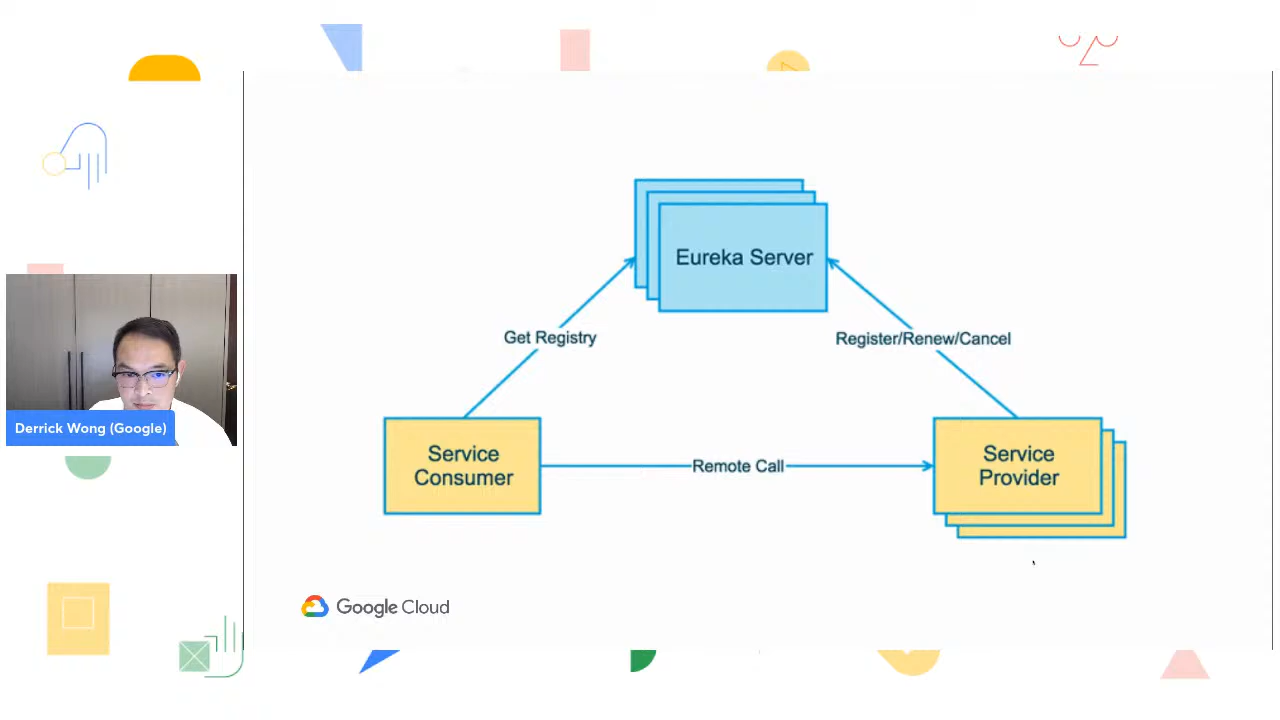 Eureka Server
Get Registry
Register/Renew/Cancel
Service
Consumer
Remote Call
Service
Provider
Derrick Wong (Google)
Google Cloud